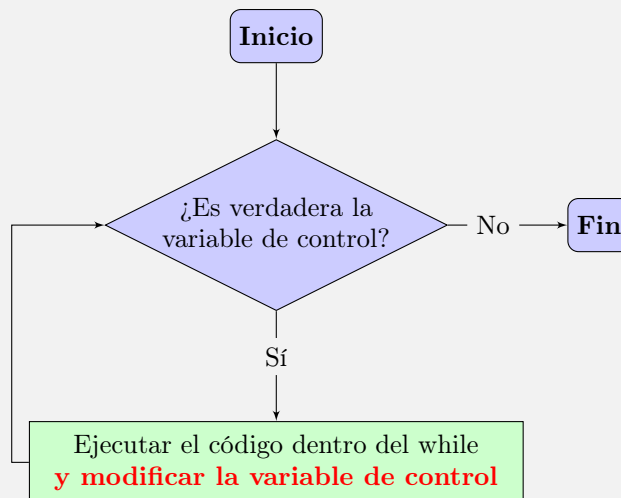 Inicio
¿Es verdadera la
variable de control?
No
Fin
Sí
Ejecutar el código dentro del while
y modificar la variable de control